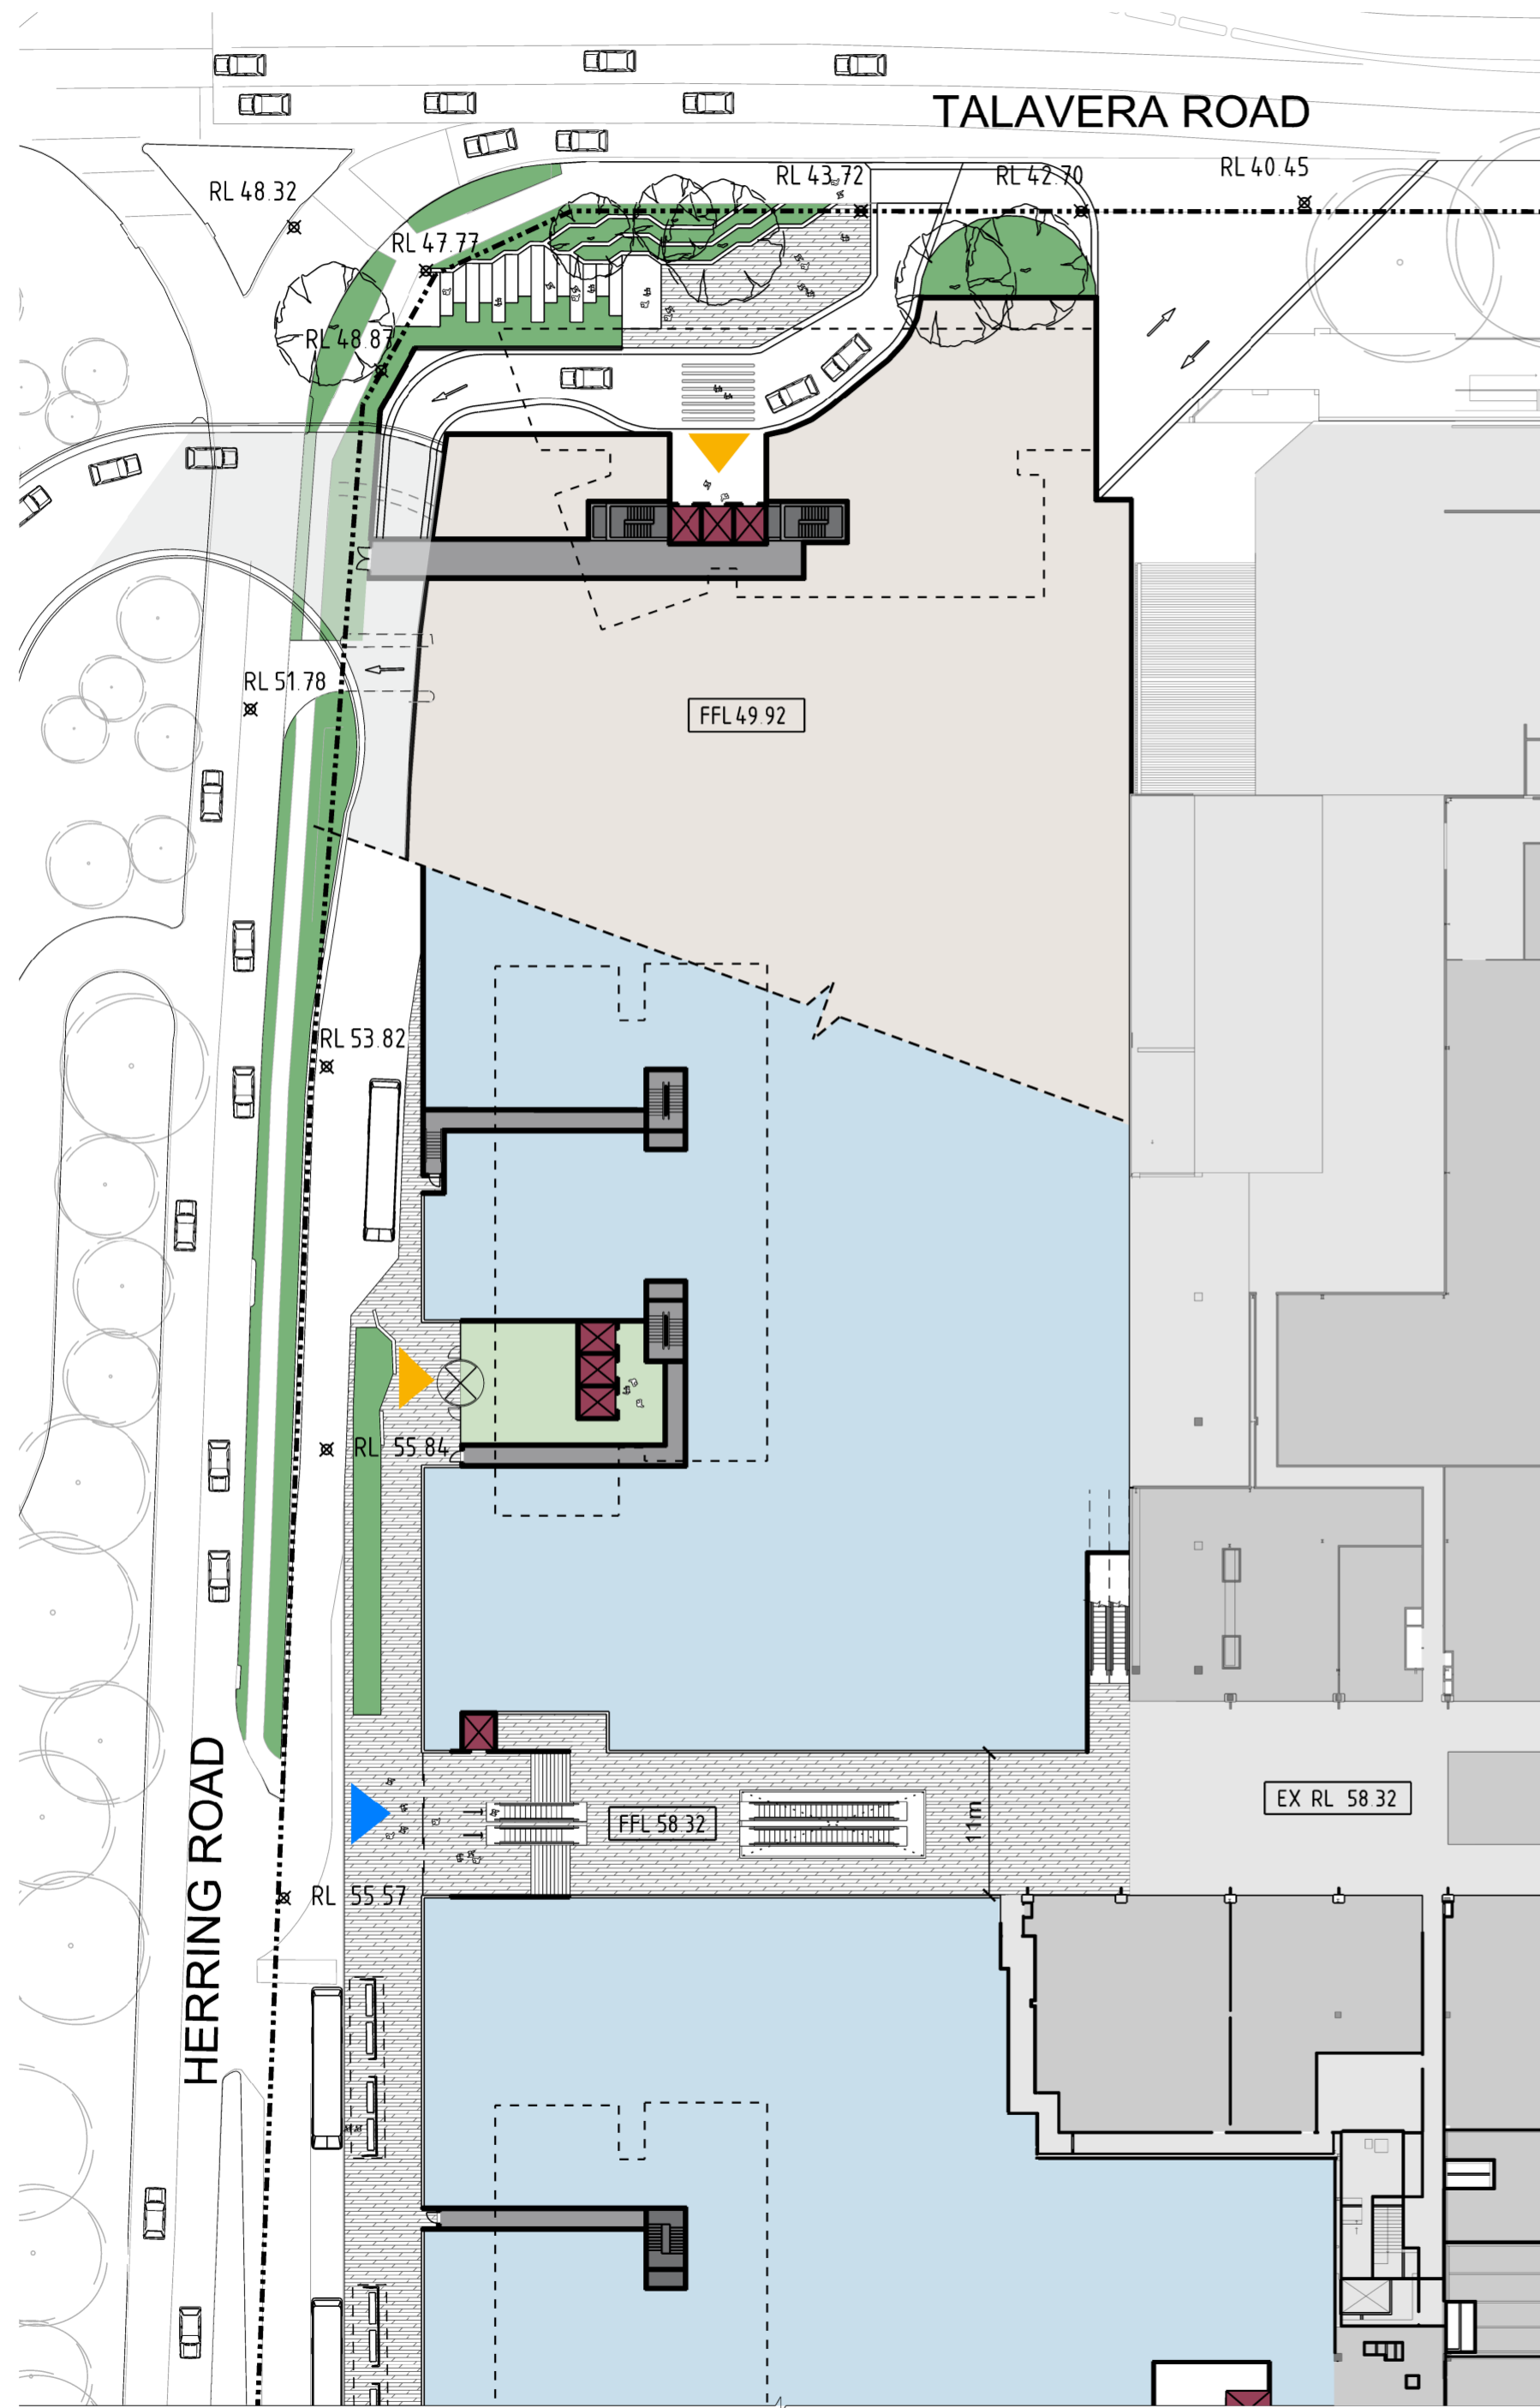 TALAVERA ROAD
RL 40.45
RL 43.72
RL 42.70
RL 48.32
RL 47.77
RL 48.87
RL 51.78
FFL 49.92
RL 53.82
RL 55.84
EX RL 58.32
FFL 58.32
11m
HERRING ROAD
RL 55.57